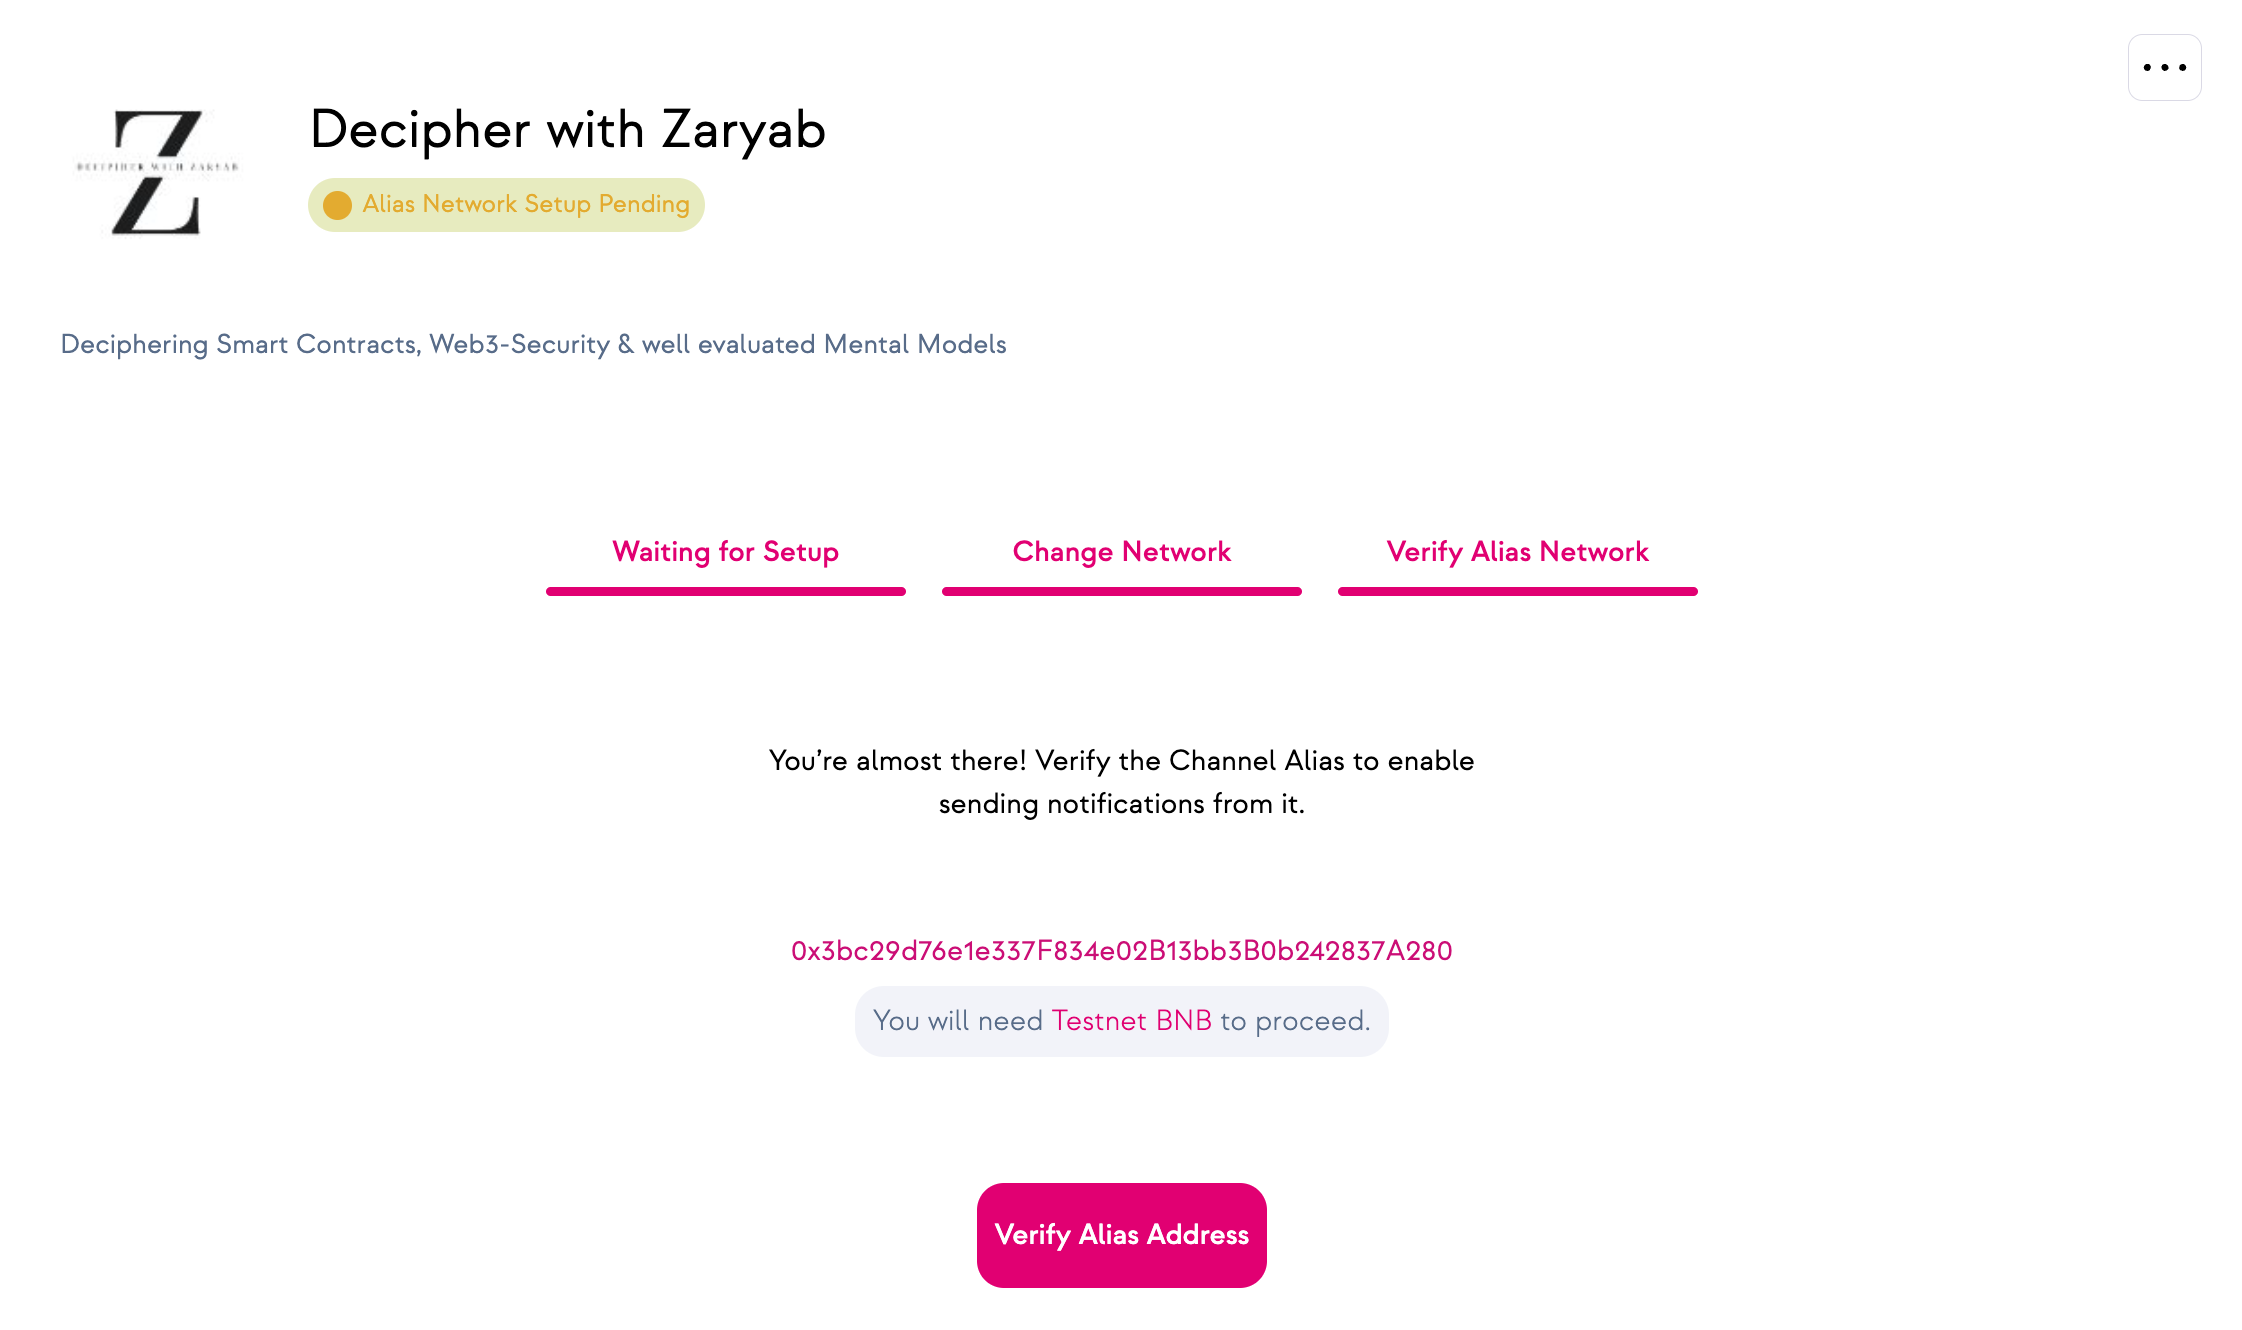 Decipher with Zaryab
DECIPHER WITH ZARYAB
Alias Network Setup Pending
Deciphering Smart Contracts, Web3-Security & well evaluated Mental Models
Waiting for Setup
Change Network
Verify Alias Network
You’re almost there! Verify the Channel Alias to enable
sending notifications from it.
0x3bc29d76e1e337F834e02B13bb3B0b242837A280
You will need Testnet BNB to proceed.
Verify Alias Address